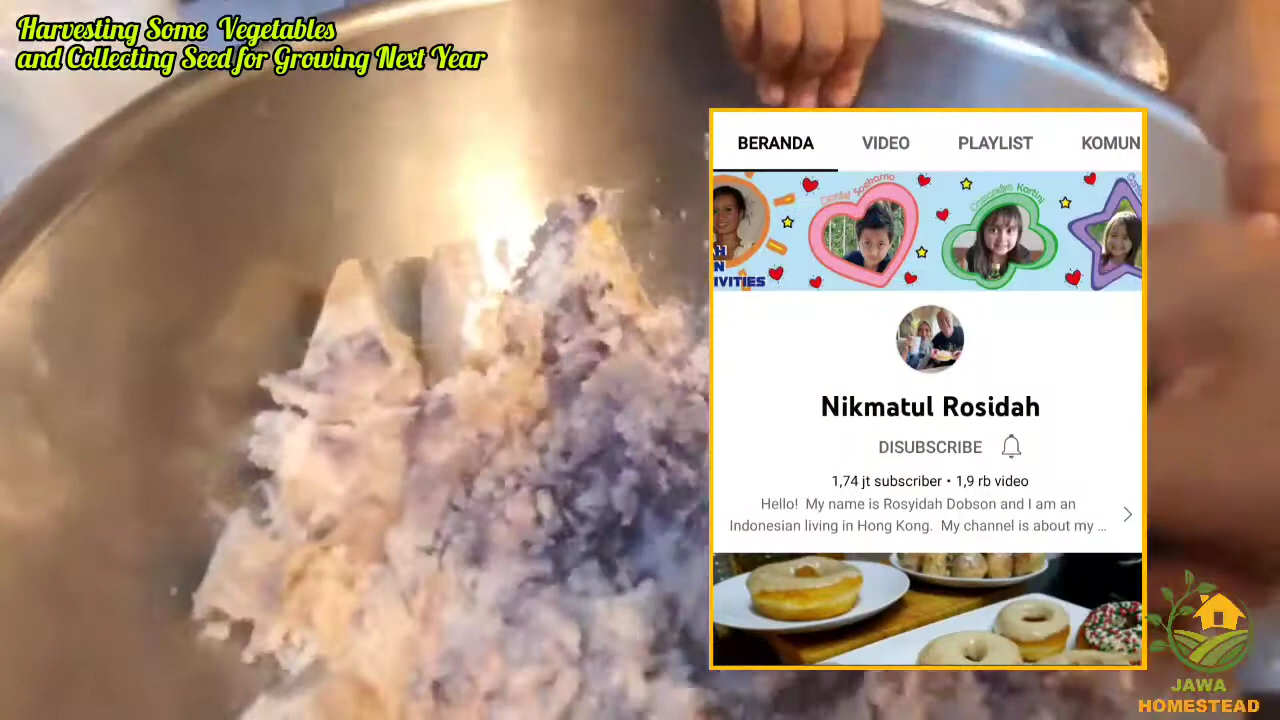 Harvesting Some Vegetables
and Collecting Seed for Growing Next Year
BERANDA VIDEO PLAYLIST KOMUN
IVITIES
Kartini
Nikmatul Rosidah
DISUBSCRIBE
1,74 jt subscriber • 1,9 rb video
Hello! My name is Rosyidah Dobson and I am an
Indonesian living in Hong Kong. My channel is about my ...
JAWA
HOMESTEAD